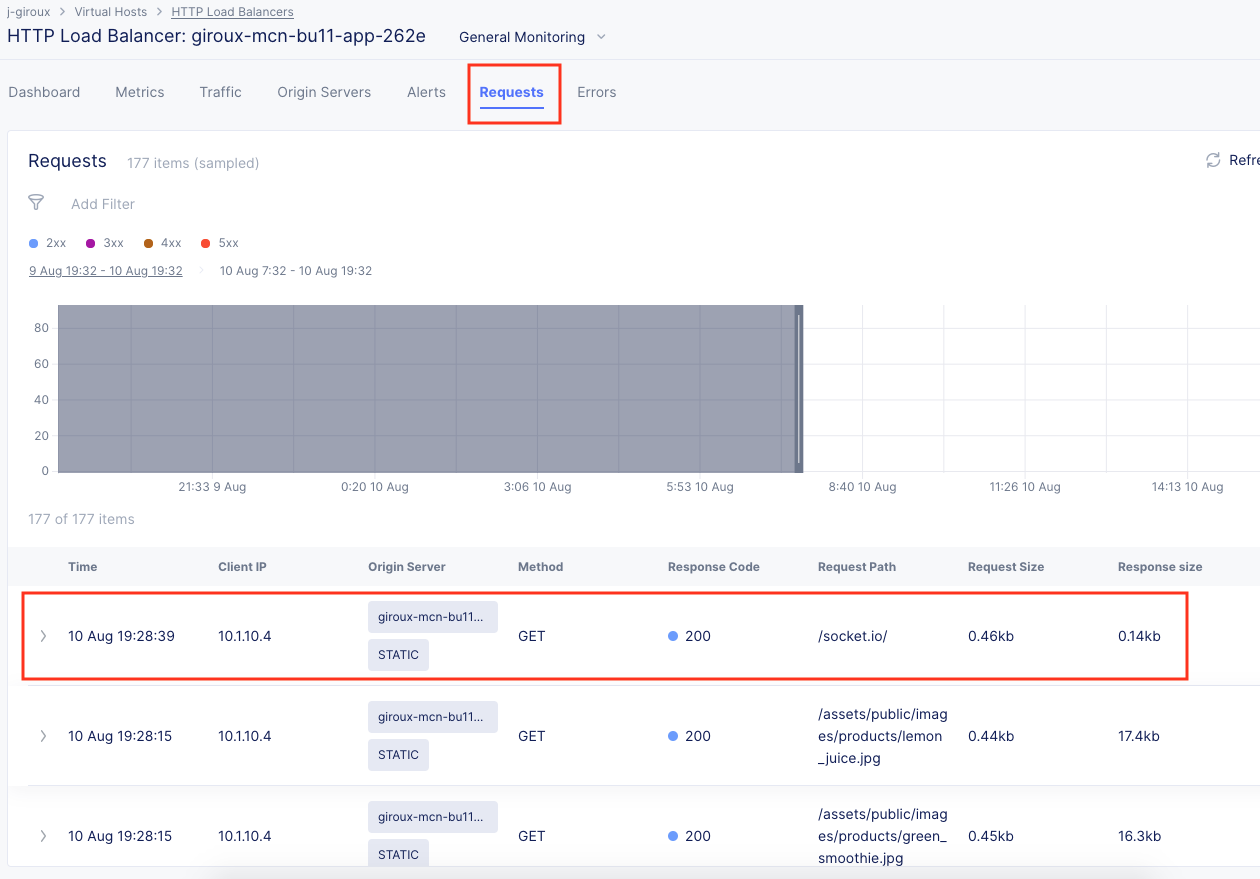 j-giroux > Virtual Hosts > HTTP Load Balancers
HTTP Load Balancer: giroux-mcn-bu11-app-262e General Monitoring
Dashboard Metrics Traffic Origin Servers Alerts Requests Errors
Requests 177 items (sampled) Refre
Add Filter
2xx 3xx 4xx 5xx
9 Aug 19:32 - 10 Aug 19:32 > 10 Aug 7:32 - 10 Aug 19:32
80
60
40
20
0
21:33 9 Aug 0:20 10 Aug 3:06 10 Aug 5:53 10 Aug 8:40 10 Aug 11:26 10 Aug 14:13 10 Aug
177 of 177 items
Time Client IP Origin Server Method Response Code Request Path Request Size Response size
giroux-mcn-bu11...
10 Aug 19:28:39 10.1.10.4 GET 200 /socket.io/ 0.46kb 0.14kb
STATIC
giroux-mcn-bu11... /assets/public/imag
10 Aug 19:28:15 10.1.10.4 GET 200 es/products/lemon 0.44kb 17.4kb
STATIC _juice.jpg
giroux-mcn-bu11... /assets/public/imag
10 Aug 19:28:15 10.1.10.4 GET 200 es/products/green_ 0.45kb 16.3kb
STATIC smoothie.jpg